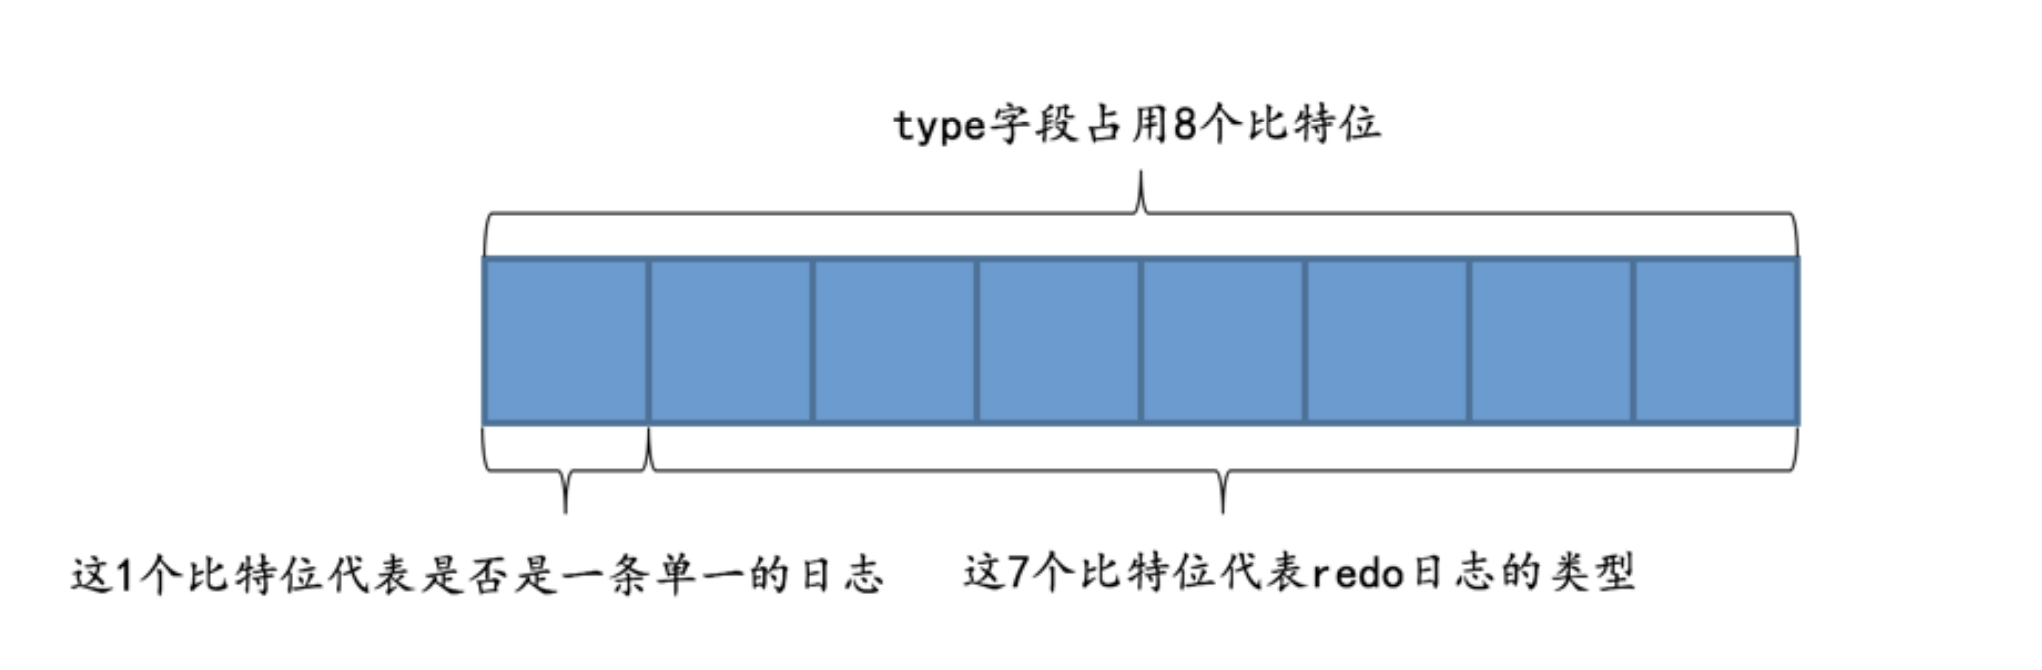 type字段占用8个比特位
这1个比特位代表是否是一条单一的日志
这7个比特位代表redo日志的类型